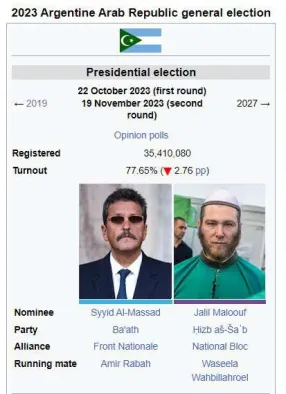 2023 Argentine Arab Republic general election
Presidential election
← 2019
22 October 2023 (first round)
19 November 2023 (second
round)
2027 →
Opinion polls
Registered 35,410,080
Turnout 77.65% (▼ 2.76 pp)
Nominee Syyid Al-Massad Jalil Maloouf
Party Ba'ath Hizb aš-Ša`b
Alliance Front Nationale National Bloc
Running mate Amir Rabah Waseela
Wahbillahroel